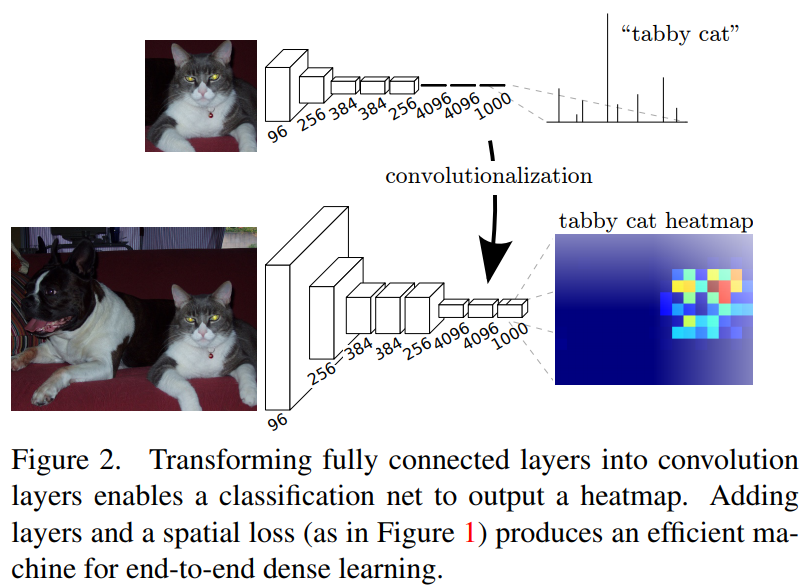 "tabby cat"
96
256
384
384
256
4096
4096
1000
convolutionalization
tabby cat heatmap
96
256
384
384
256
4096
4096
1000
Figure 2. Transforming fully connected layers into convolution
layers enables a classification net to output a heatmap. Adding
layers and a spatial loss (as in Figure 1) produces an efficient ma-
chine for end-to-end dense learning.